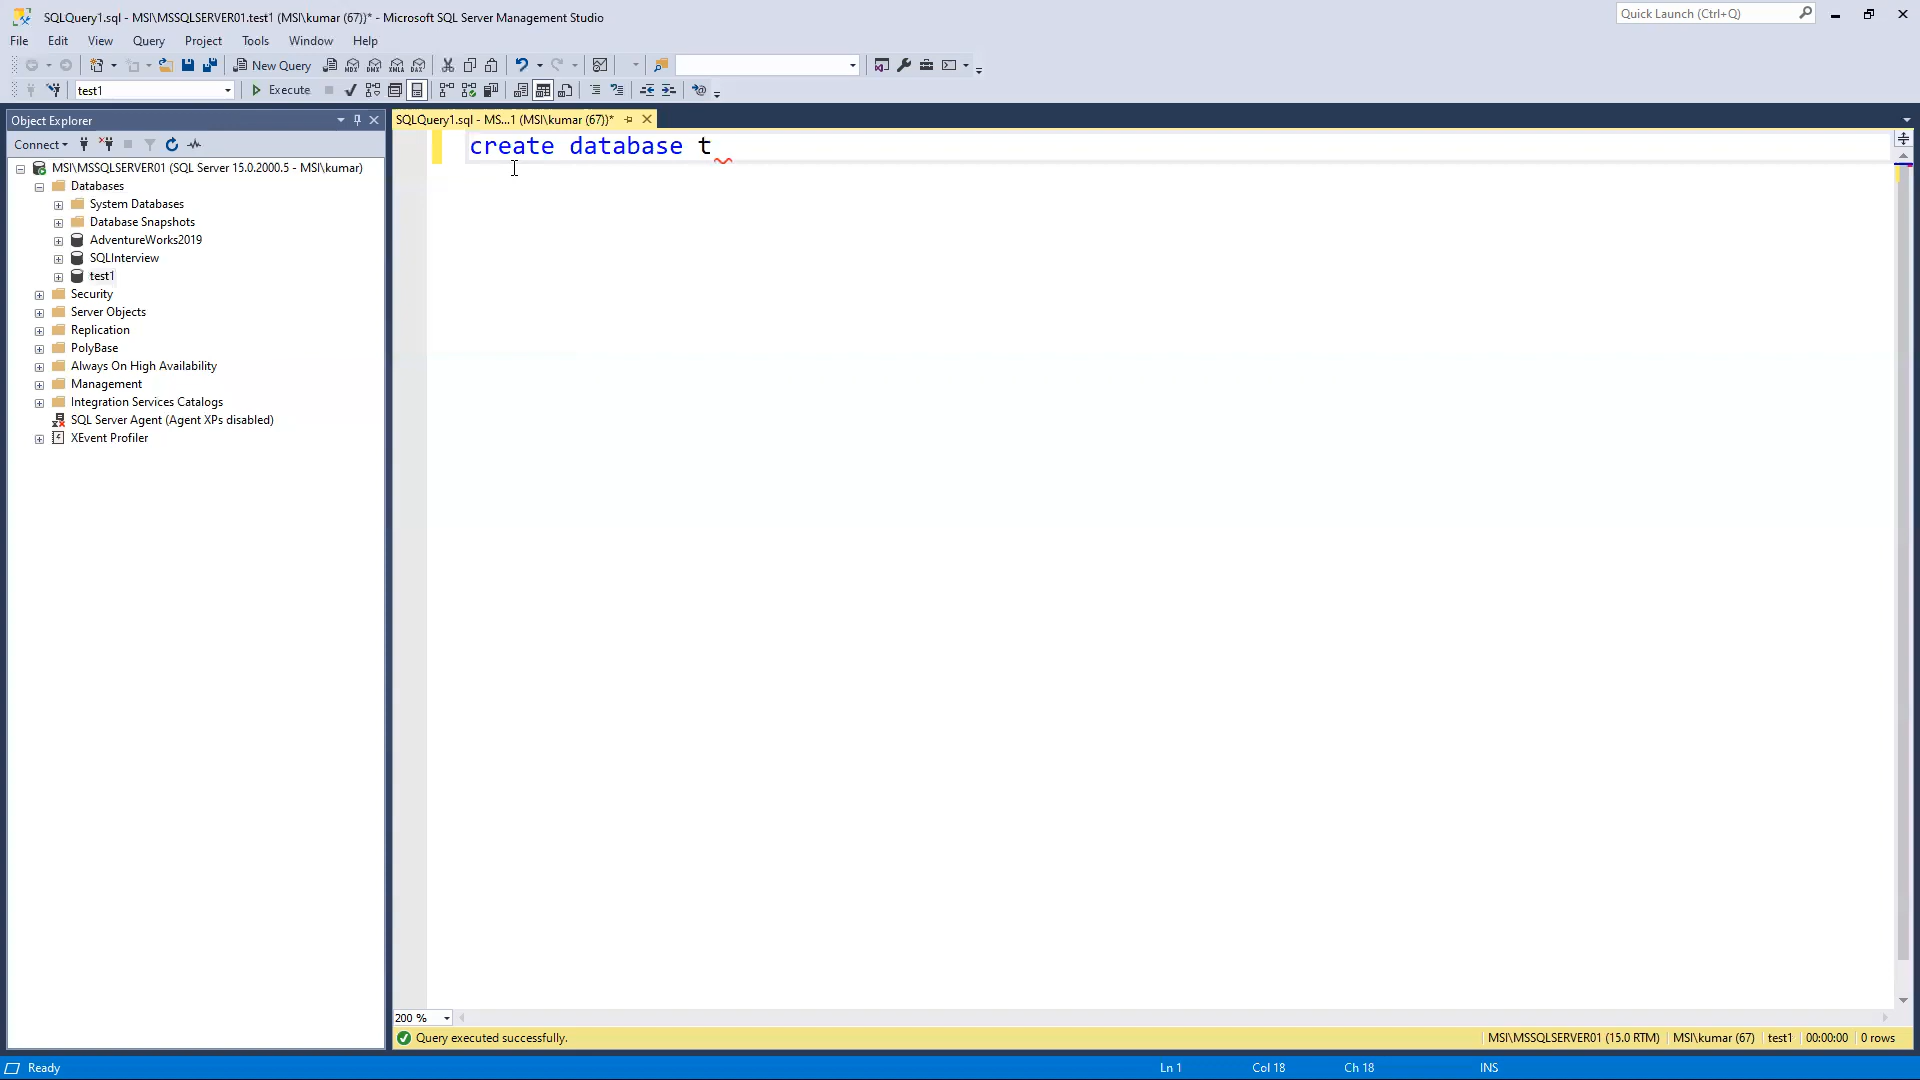 SQLQuery1.sql - MSI\MSSQLSERVER01.test1 (MSI\kumar (67))* - Microsoft SQL Server Management Studio
Quick Launch (Ctrl+Q)
File Edit View Query Project Tools Window Help
New Query MDX DMX XMLA DAX
test1 Execute
Object Explorer
SQLQuery1.sql - MS...1 (MSI\kumar (67))*
Connect
create database t
MSI\MSSQLSERVER01 (SQL Server 15.0.2000.5 - MSI\kumar)
Databases
System Databases
Database Snapshots
AdventureWorks2019
SQLInterview
test1
Security
Server Objects
Replication
PolyBase
Always On High Availability
Management
Integration Services Catalogs
SQL Server Agent (Agent XPs disabled)
XEvent Profiler
200 %
Query executed successfully.
MSI\MSSQLSERVER01 (15.0 RTM) MSI\kumar (67) test1 00:00:00 0 rows
Ready
Ln 1 Col 18 Ch 18 INS